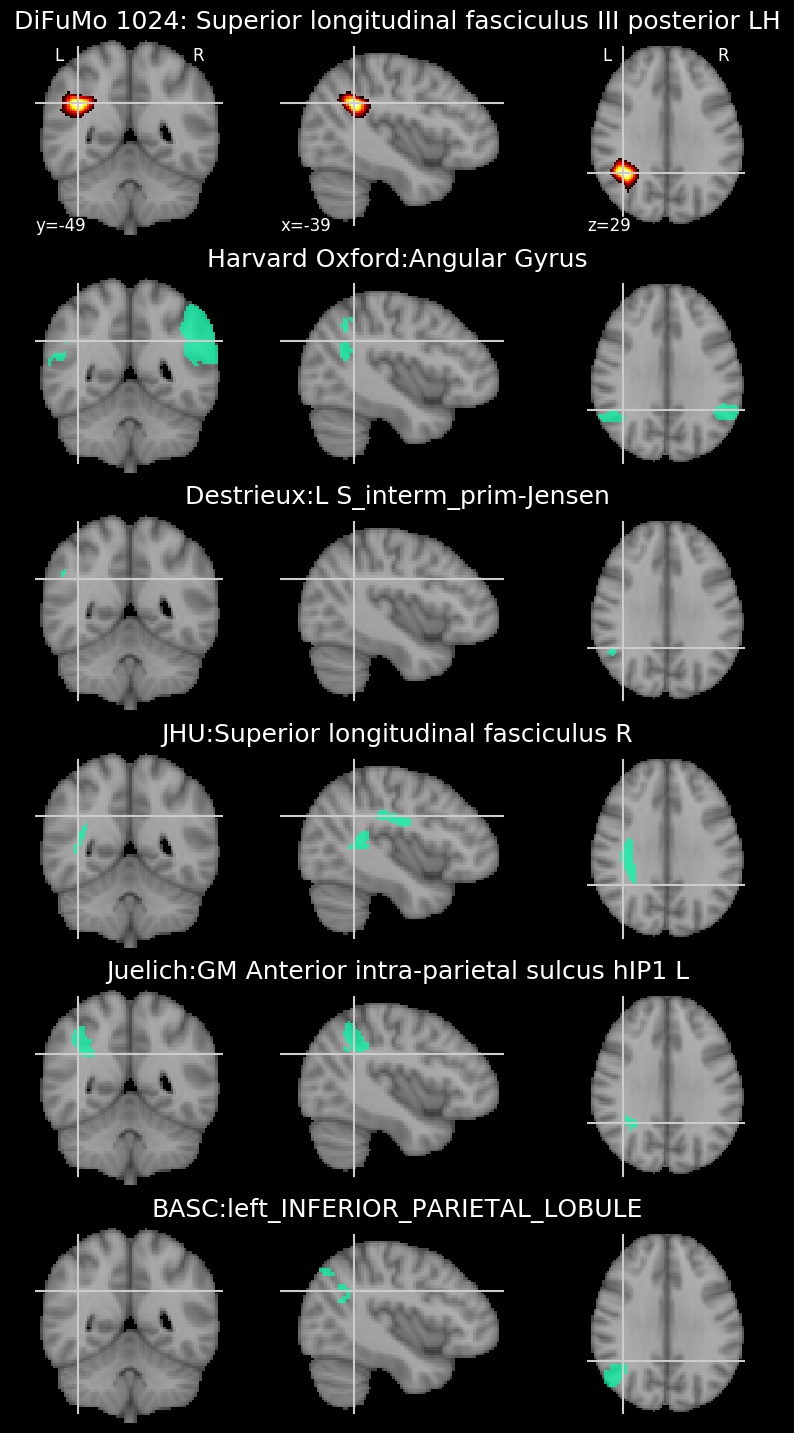 DiFuMo 1024: Superior longitudinal fasciculus III posterior LH
L R L R
y=-49 x=-39 z=29
Harvard Oxford:Angular Gyrus
Destrieux:L S_interm_prim-Jensen
JHU:Superior longitudinal fasciculus R
Juelich:GM Anterior intra-parietal sulcus hIP1 L
BASC:left_INFERIOR_PARIETAL_LOBULE